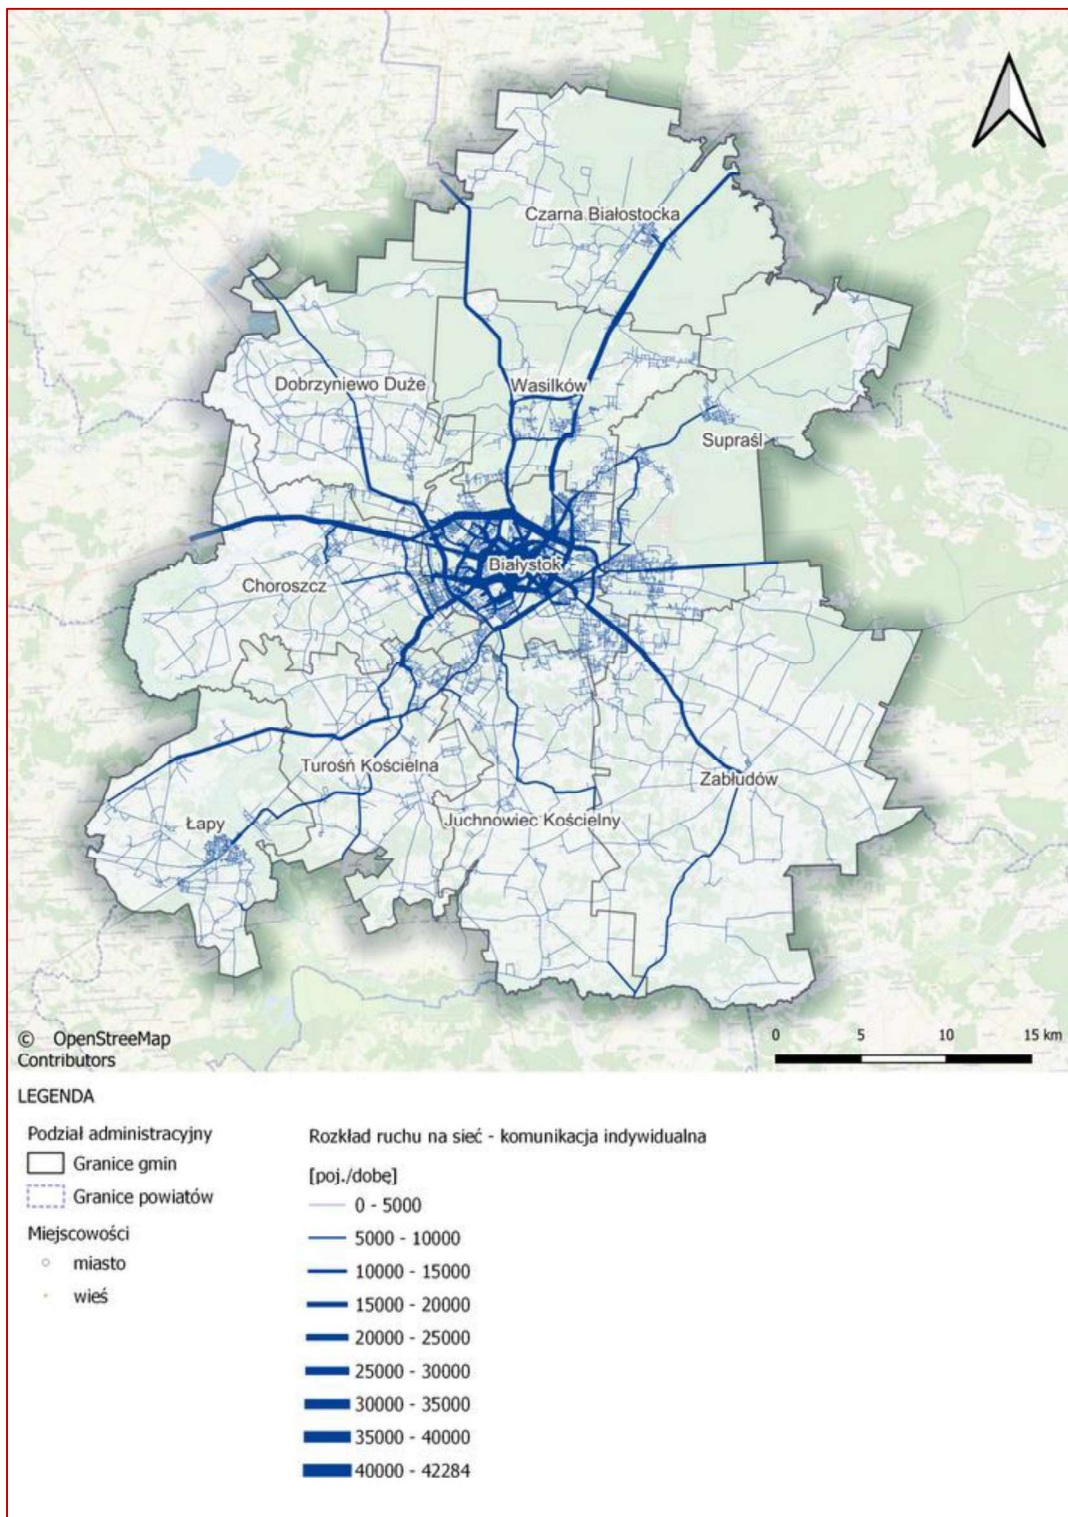 Czarna Białostocka
Dobrzyniewo Duże
Wasilków
Supraśl
Białystok
Choroszcz
Turośń Kościelna
Zabłudów
Łapy
Juchnowiec Kościelny
© OpenStreeMap
Contributors
0 5 10 15 km
LEGENDA
Podział administracyjny
Granice gmin
Granice powiatów
Miejscowości
miasto
wieś
Rozkład ruchu na sieć - komunikacja indywidualna
[poj./dobę]
0 - 5000
5000 - 10000
10000 - 15000
15000 - 20000
20000 - 25000
25000 - 30000
30000 - 35000
35000 - 40000
40000 - 42284